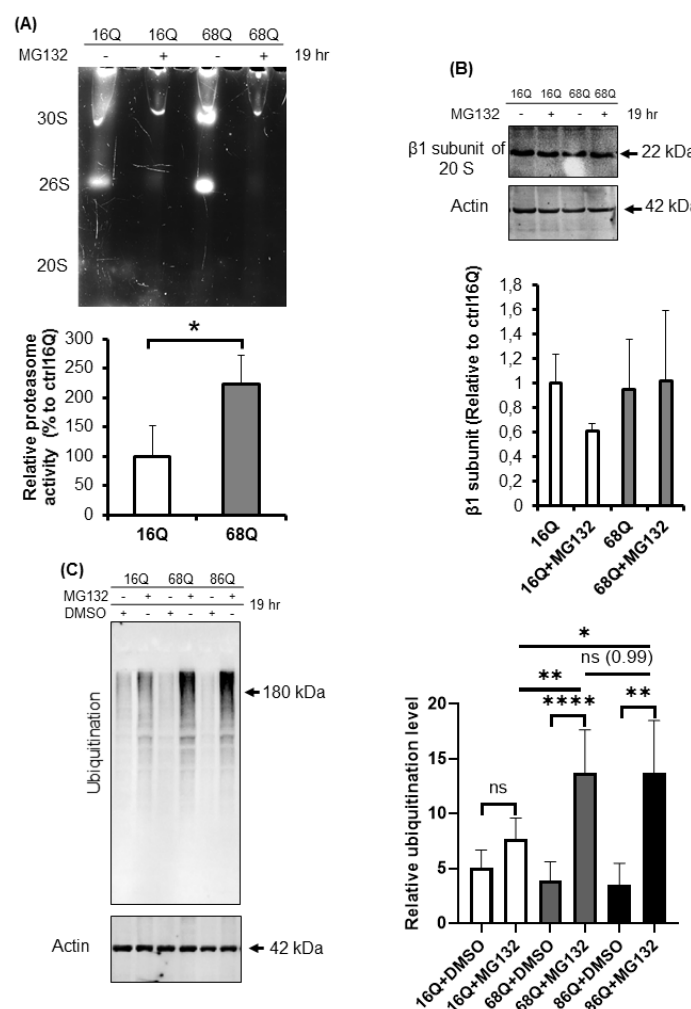 (A)
16Q 16Q 68Q 68Q
MG132 - + - + 19 hr
30S
26S
20S
Relative proteasome
activity (% to ctrl16Q)
300
250
200
150
100
50
0
*
16Q 68Q
(B)
16Q 16Q 68Q 68Q
MG132 - + - + 19 hr
β1 subunit of
20 S
22 kDa
Actin
42 kDa
β1 subunit (Relative to ctrl16Q)
1,8
1,6
1,4
1,2
1
0,8
0,6
0,4
0,2
0
16Q
16Q+MG132
68Q
68Q+MG132
(C)
16Q 68Q 86Q
MG132 - + - + - +
DMSO + - + - + -
19 hr
Ubiquitination
180 kDa
Actin
42 kDa
Relative ubiquitination level
20
15
10
5
0
*
ns (0.99)
**
**** **
ns
16Q+DMSO
16Q+MG132
68Q+DMSO
68Q+MG132
86Q+DMSO
86Q+MG132